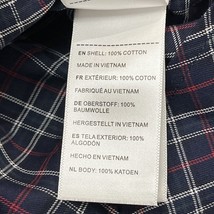 EN SHELL: 100% COTTON
MADE IN VIETNAM
FR EXTÉRIEUR: 100% COTON
FABRIQUÉ AU VIETNAM
DE OBERSTOFF: 100%
BAUMWOLLE
HERGESTELLT IN VIETNAM
ES TELA EXTERIOR: 100%
ALGODÓN
HECHO EN VIETNAM
NL BODY: 100% KATOEN